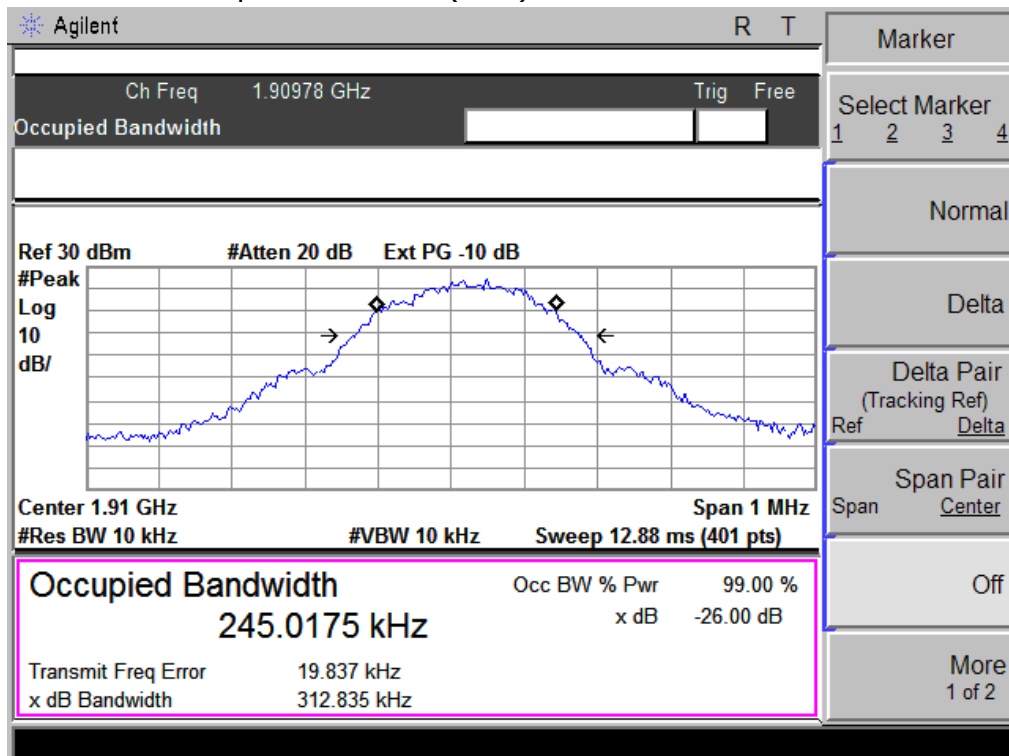 Agilent R T
Ch Freq 1.90978 GHz Trig Free
Occupied Bandwidth
Ref 30 dBm #Atten 20 dB Ext PG -10 dB
#Peak
Log
10
dB/
Center 1.91 GHz Span 1 MHz
#Res BW 10 kHz #VBW 10 kHz Sweep 12.88 ms (401 pts)
Occupied Bandwidth Occ BW % Pwr 99.00 %
245.0175 kHz x dB -26.00 dB
Transmit Freq Error 19.837 kHz
x dB Bandwidth 312.835 kHz
Marker
Select Marker
1 2 3 4
Normal
Delta
Delta Pair
(Tracking Ref)
Ref Delta
Span Pair
Span Center
Off
More
1 of 2